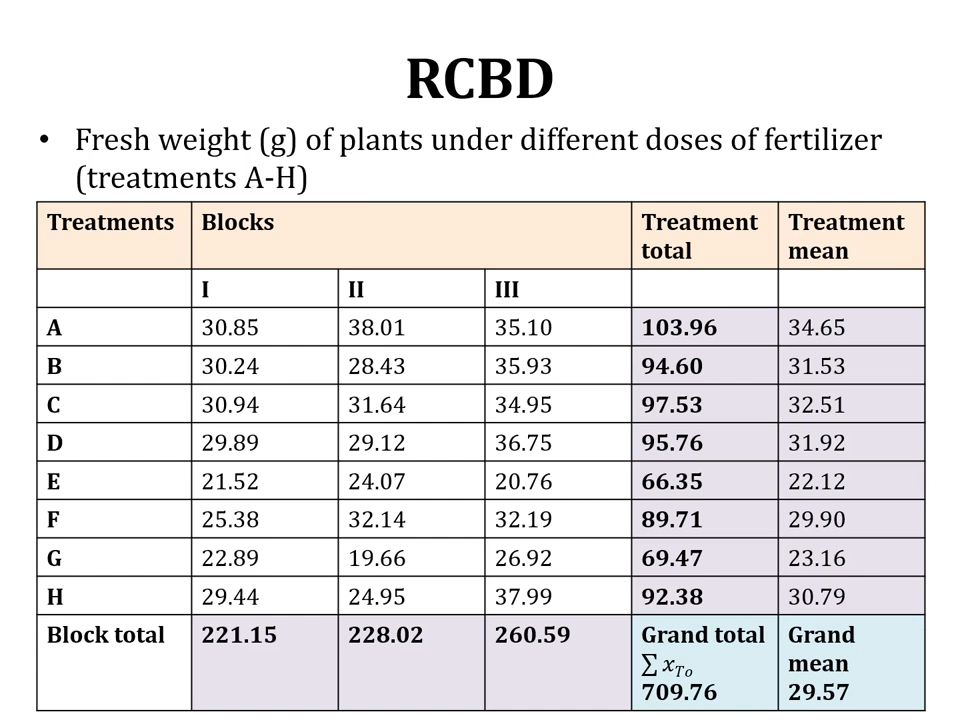 RCBD
• Fresh weight (g) of plants under different doses of fertilizer
(treatments A-H)
Treatments Blocks Treatment total Treatment mean
I II III
A 30.85 38.01 35.10 103.96 34.65
B 30.24 28.43 35.93 94.60 31.53
C 30.94 31.64 34.95 97.53 32.51
D 29.89 29.12 36.75 95.76 31.92
E 21.52 24.07 20.76 66.35 22.12
F 25.38 32.14 32.19 89.71 29.90
G 22.89 19.66 26.92 69.47 23.16
H 29.44 24.95 37.99 92.38 30.79
Block total 221.15 228.02 260.59 Grand total ∑ x_To 709.76 Grand mean 29.57